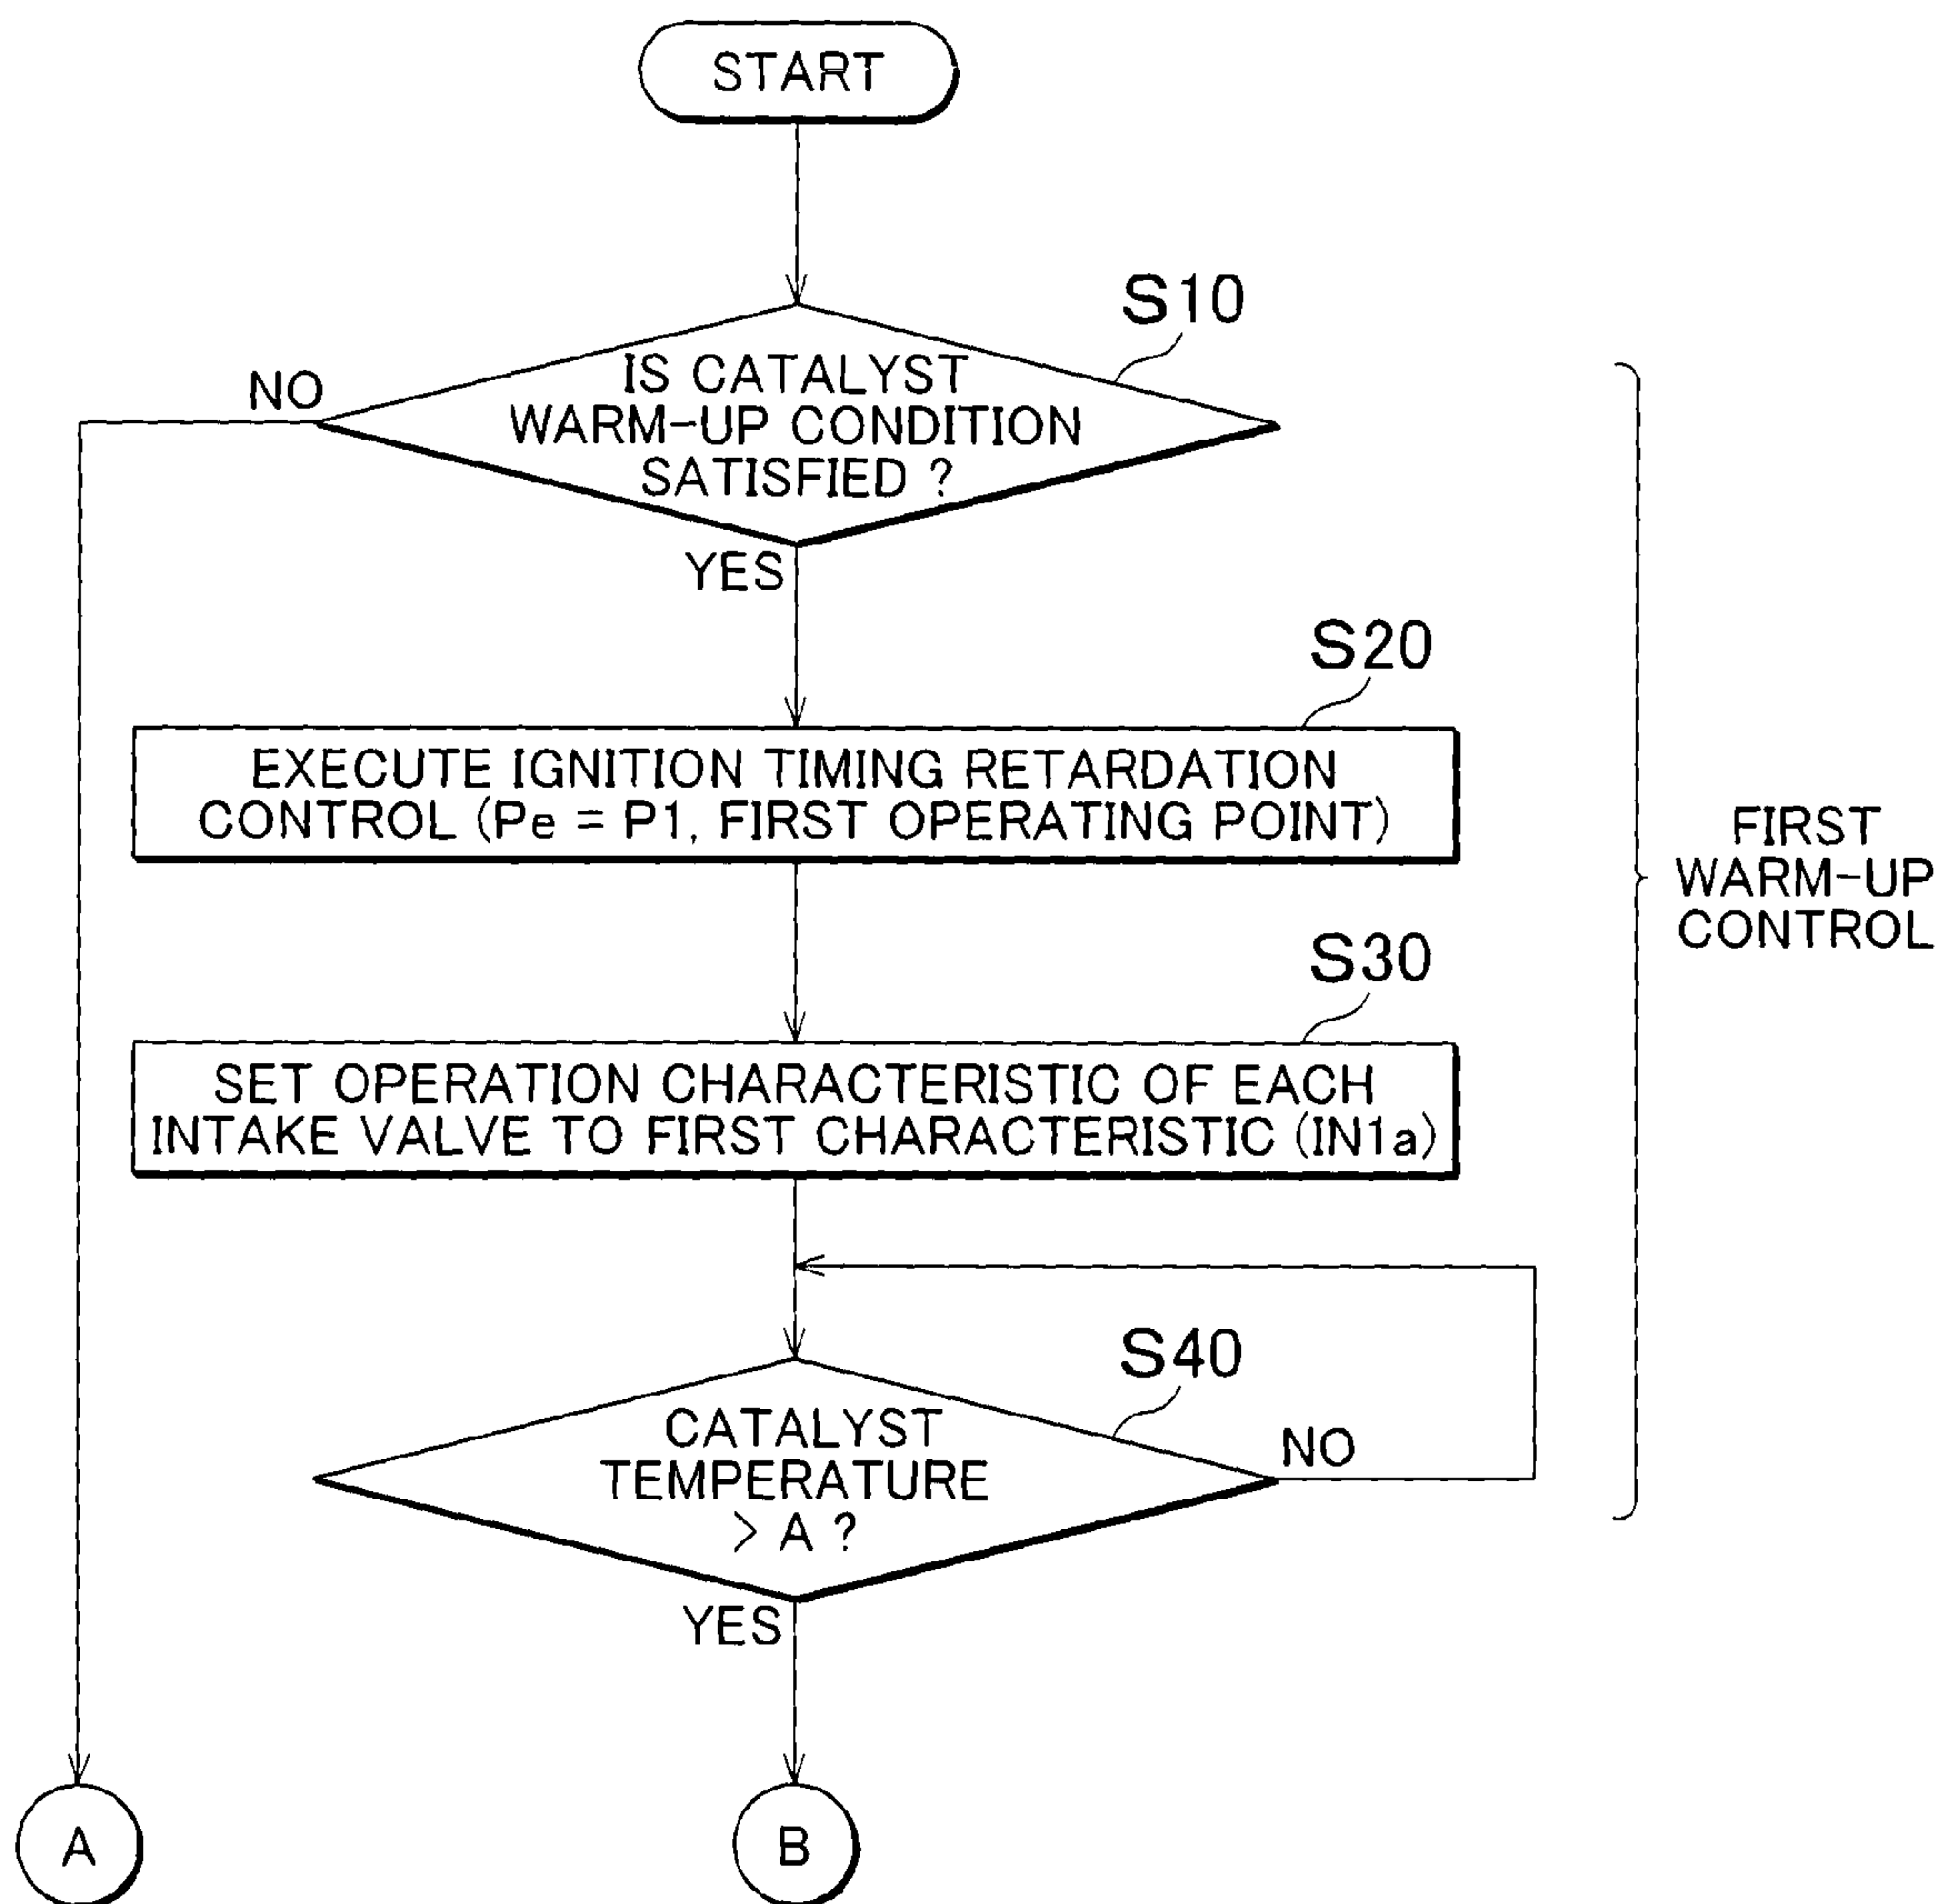 START
S10
IS CATALYST
WARM-UP CONDITION
SATISFIED ?
NO
YES
S20
EXECUTE IGNITION TIMING RETARDATION
CONTROL (Pe = P1, FIRST OPERATING POINT)
FIRST
WARM-UP
CONTROL
S30
SET OPERATION CHARACTERISTIC OF EACH
INTAKE VALVE TO FIRST CHARACTERISTIC (IN1a)
S40
CATALYST
TEMPERATURE
> A ?
NO
YES
A
B